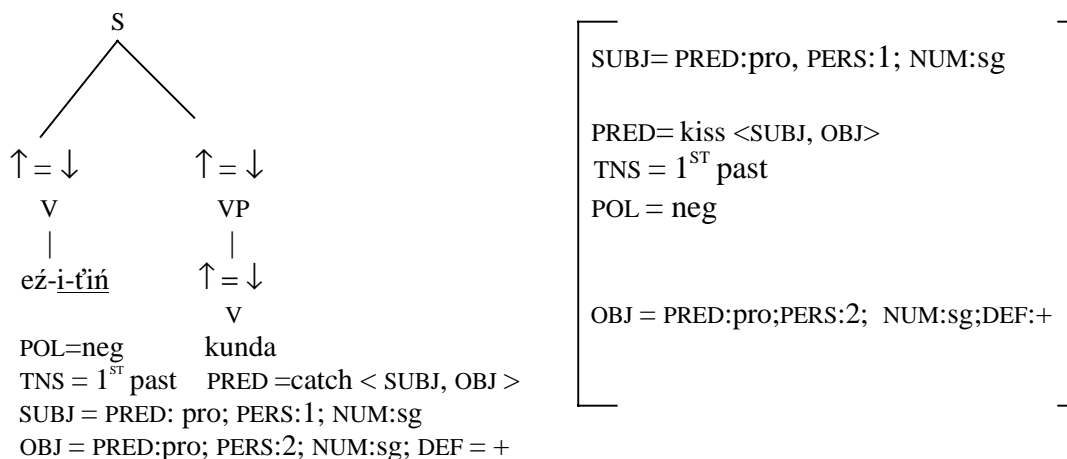 S
↑ = ↓ ↑ = ↓
V VP
| |
eź-i-t́iń ↑ = ↓
V
POL=neg kunda
TNS = 1ST past PRED =catch < SUBJ, OBJ >
SUBJ = PRED: pro; PERS:1; NUM:sg
OBJ = PRED:pro; PERS:2; NUM:sg; DEF = +
SUBJ= PRED:pro, PERS:1; NUM:sg
PRED= kiss <SUBJ, OBJ>
TNS = 1ST past
POL = neg
OBJ = PRED:pro;PERS:2; NUM:sg;DEF:+